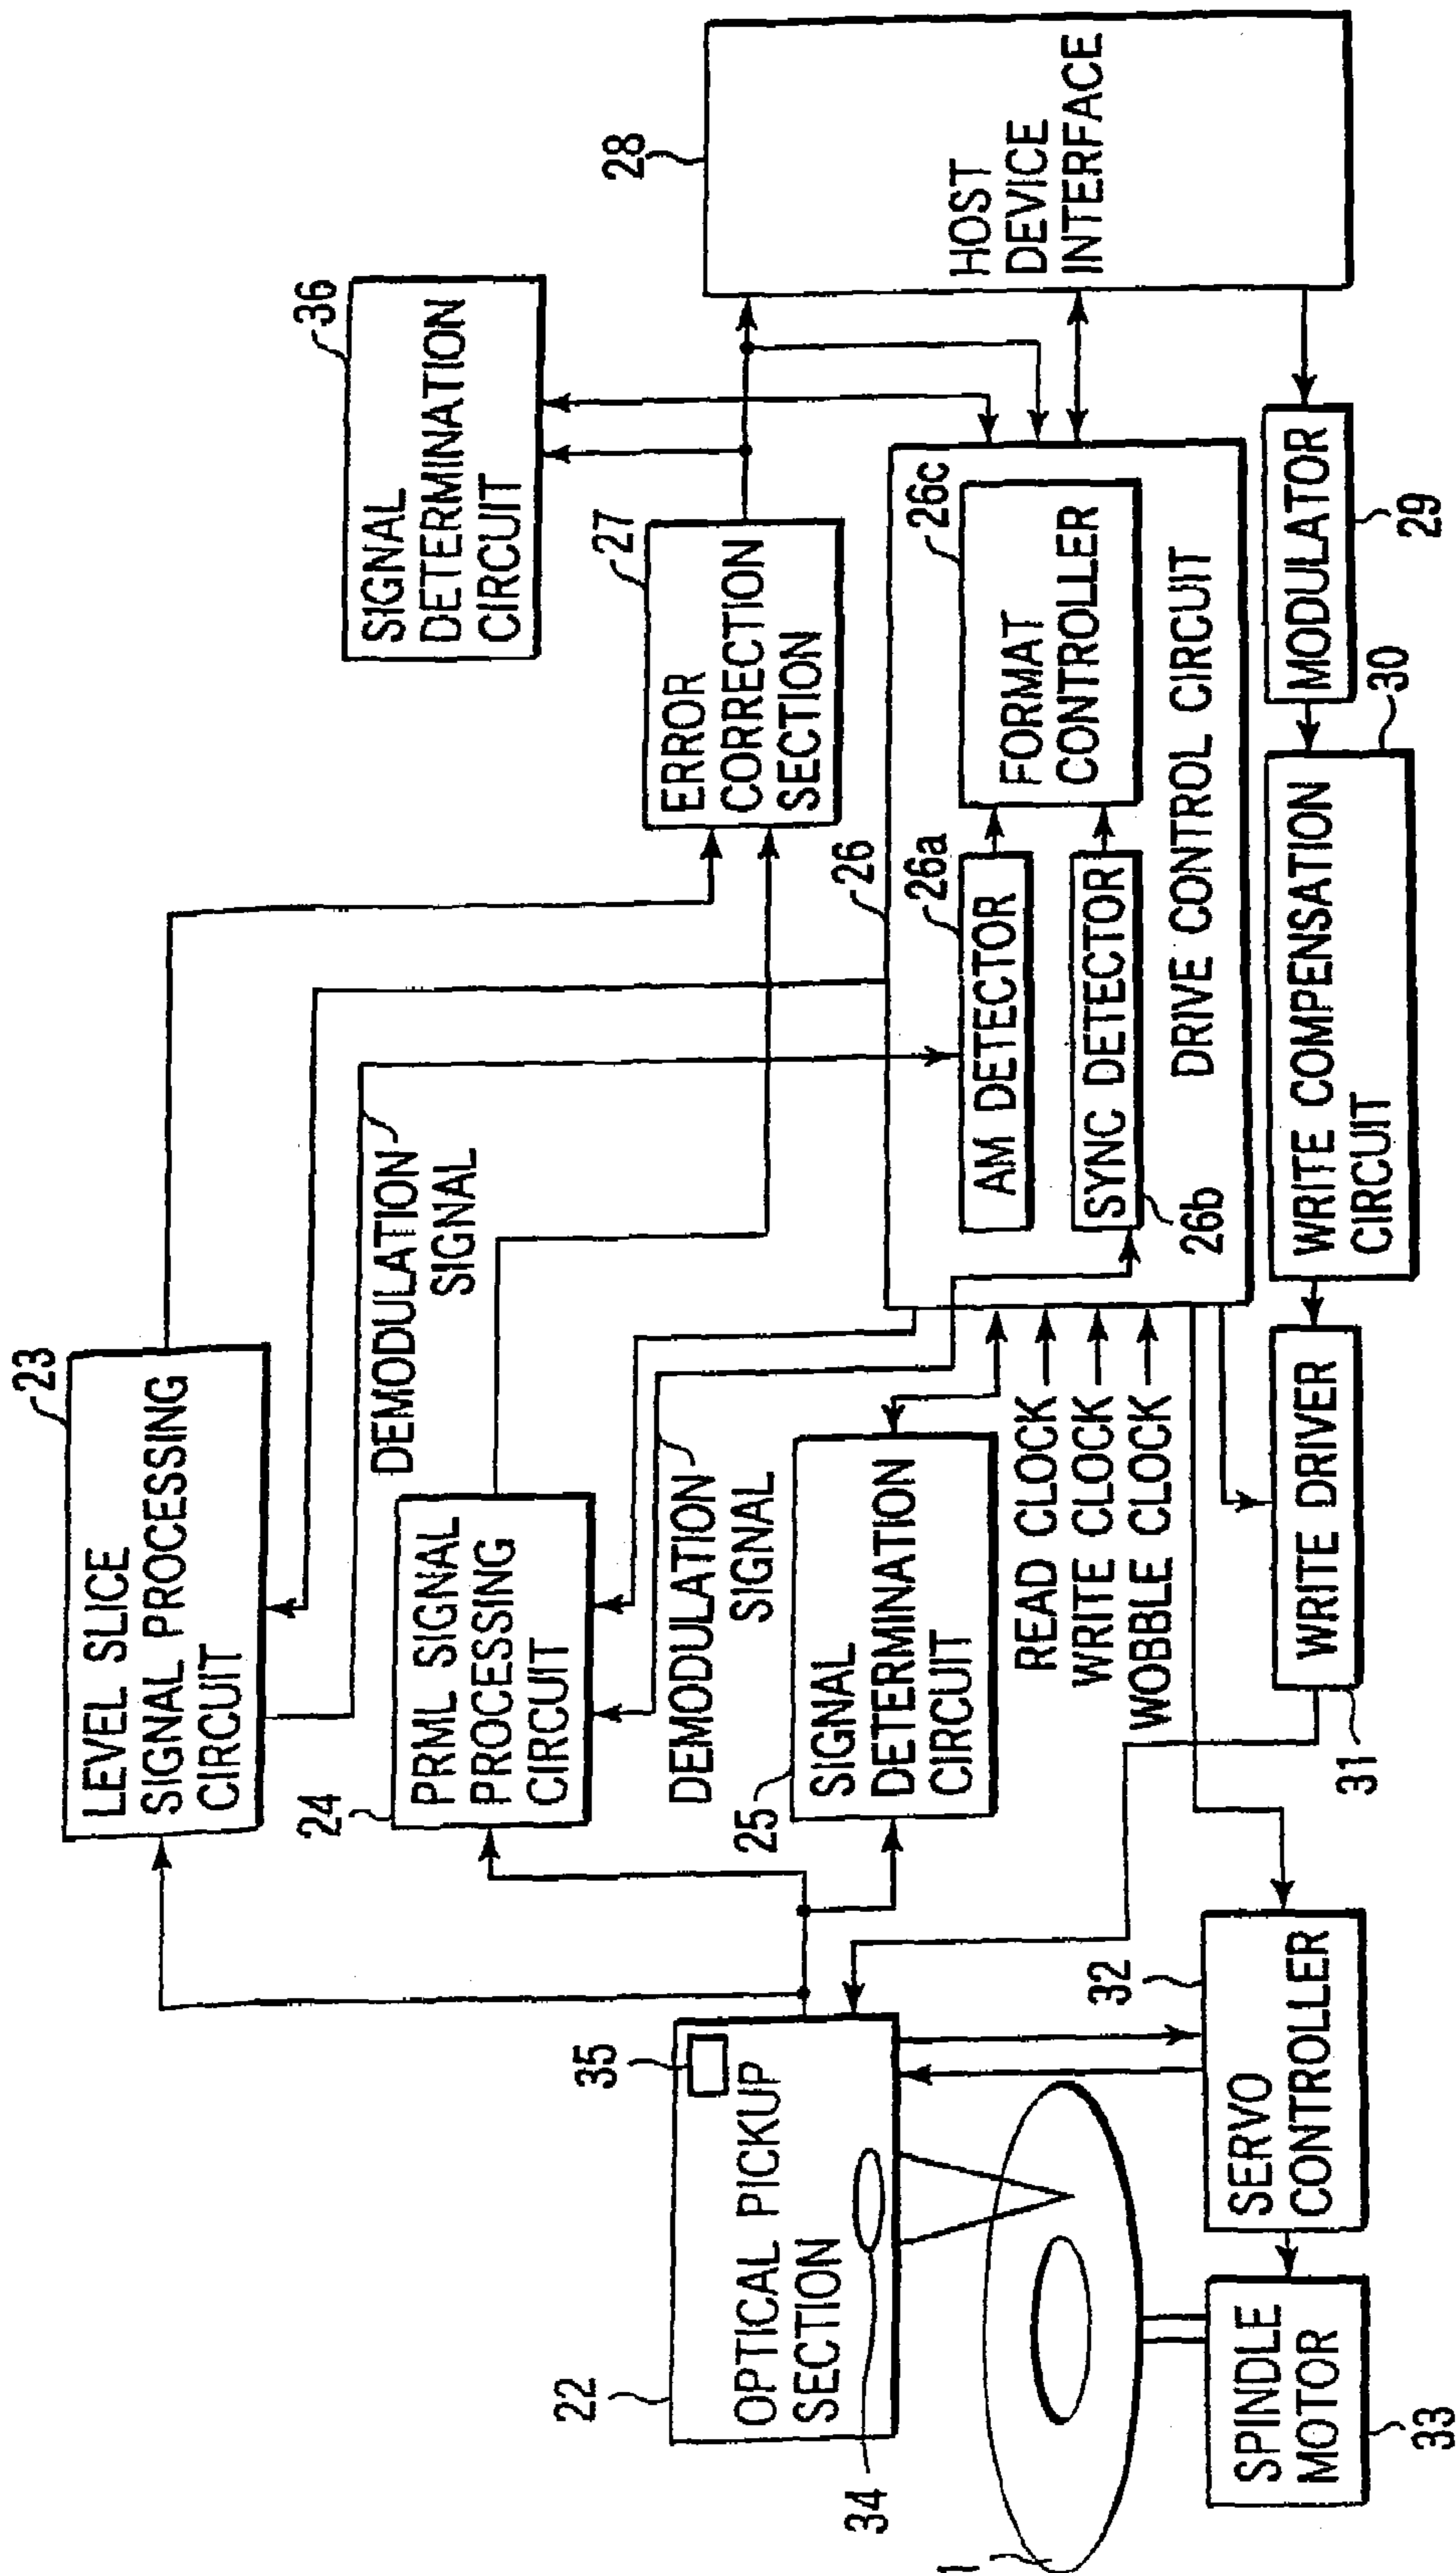 23
LEVEL SLICE
SIGNAL PROCESSING
CIRCUIT
DEMODULATION
SIGNAL
36
SIGNAL
DETERMINATION
CIRCUIT
24
PRML SIGNAL
PROCESSING
CIRCUIT
DEMODULATION
SIGNAL
27
ERROR
CORRECTION
SECTION
28
HOST
DEVICE
INTERFACE
22
35
OPTICAL PICKUP
SECTION
34
25
SIGNAL
DETERMINATION
CIRCUIT
READ CLOCK
WRITE CLOCK
WOBBLE CLOCK
26
26a
AM DETECTOR
SYNC DETECTOR
26b
26c
FORMAT
CONTROLLER
DRIVE CONTROL CIRCUIT
1
32
SERVO
CONTROLLER
SPINDLE
MOTOR
33
WRITE DRIVER
31
WRITE COMPENSATION
CIRCUIT
30
MODULATOR
29